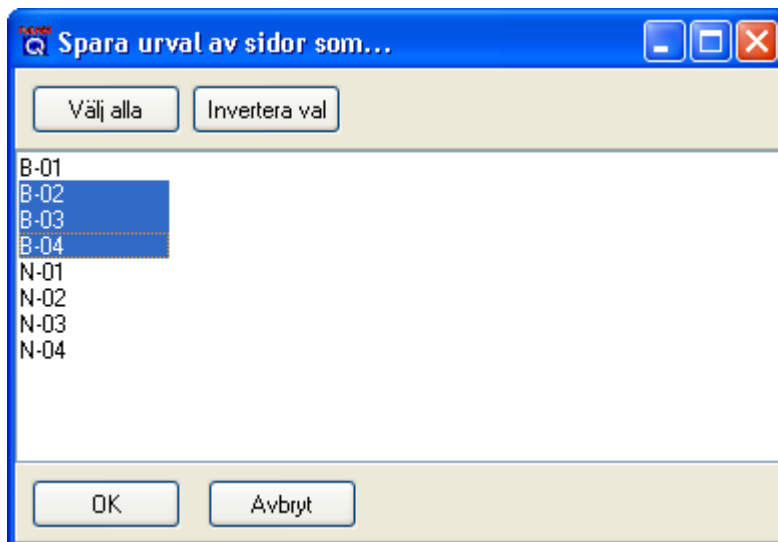 Spara urval av sidor som...
Välj alla Invertera val
B-01
B-02
B-03
B-04
N-01
N-02
N-03
N-04
OK Avbryt